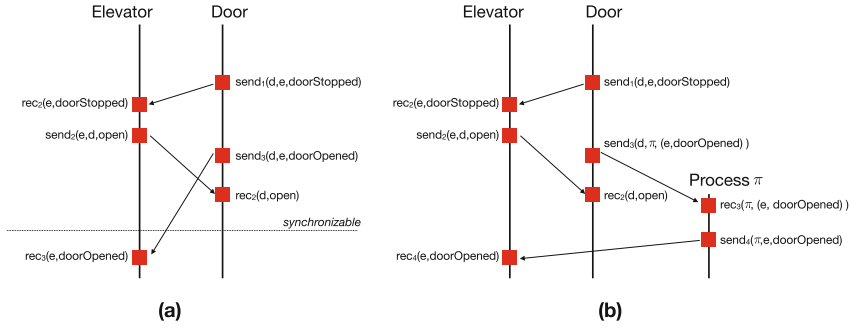 Elevator Door
send₁(d,e,doorStopped)
rec₂(e,doorStopped)
send₂(e,d,open)
send₃(d,e,doorOpened)
rec₂(d,open)
synchronizable
rec₃(e,doorOpened)
(a)
Elevator Door
send₁(d,e,doorStopped)
rec₂(e,doorStopped)
send₂(e,d,open)
send₃(d,π, (e,doorOpened) )
Process π
rec₂(d,open)
rec₃(π, (e, doorOpened) )
send₄(π,e,doorOpened)
rec₄(e,doorOpened)
(b)